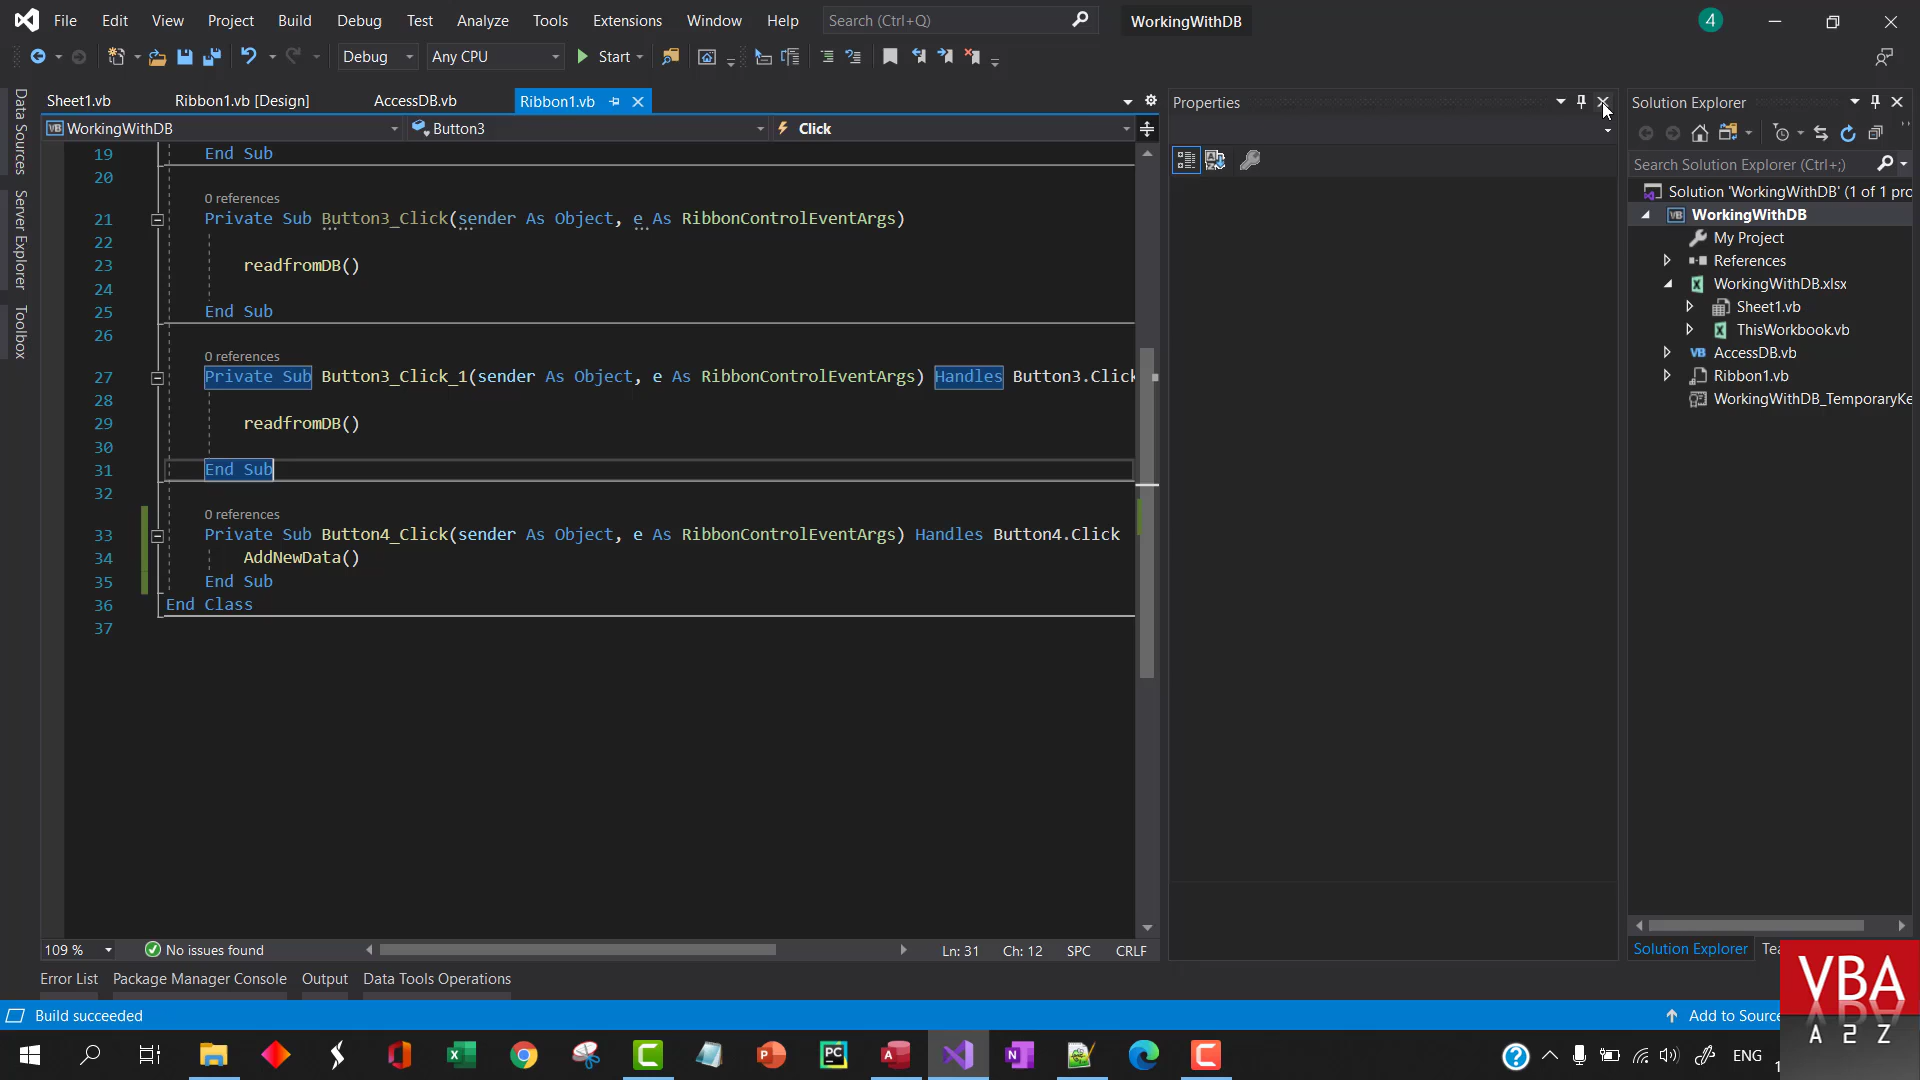 File Edit View Project Build Debug Test Analyze Tools Extensions Window Help Search (Ctrl+Q) WorkingWithDB 4
Debug Any CPU Start
Sheet1.vb Ribbon1.vb [Design] AccessDB.vb Ribbon1.vb
WorkingWithDB Button3 Click
19 End Sub
20
0 references
21 Private Sub Button3_Click(sender As Object, e As RibbonControlEventArgs)
22
23 readfromDB()
24
25 End Sub
26
0 references
27 Private Sub Button3_Click_1(sender As Object, e As RibbonControlEventArgs) Handles Button3.Click
28
29 readfromDB()
30
31 End Sub
32
0 references
33 Private Sub Button4_Click(sender As Object, e As RibbonControlEventArgs) Handles Button4.Click
34 AddNewData()
35 End Sub
36 End Class
37
109 % No issues found Ln: 31 Ch: 12 SPC CRLF
Data Sources
Server Explorer
Toolbox
Properties
Solution Explorer
Search Solution Explorer (Ctrl+;)
Solution 'WorkingWithDB' (1 of 1 pro
WorkingWithDB
My Project
References
WorkingWithDB.xlsx
Sheet1.vb
ThisWorkbook.vb
AccessDB.vb
Ribbon1.vb
WorkingWithDB_TemporaryKe
Solution Explorer Tea
Error List Package Manager Console Output Data Tools Operations
Build succeeded Add to Source
ENG
VBA
A 2 Z